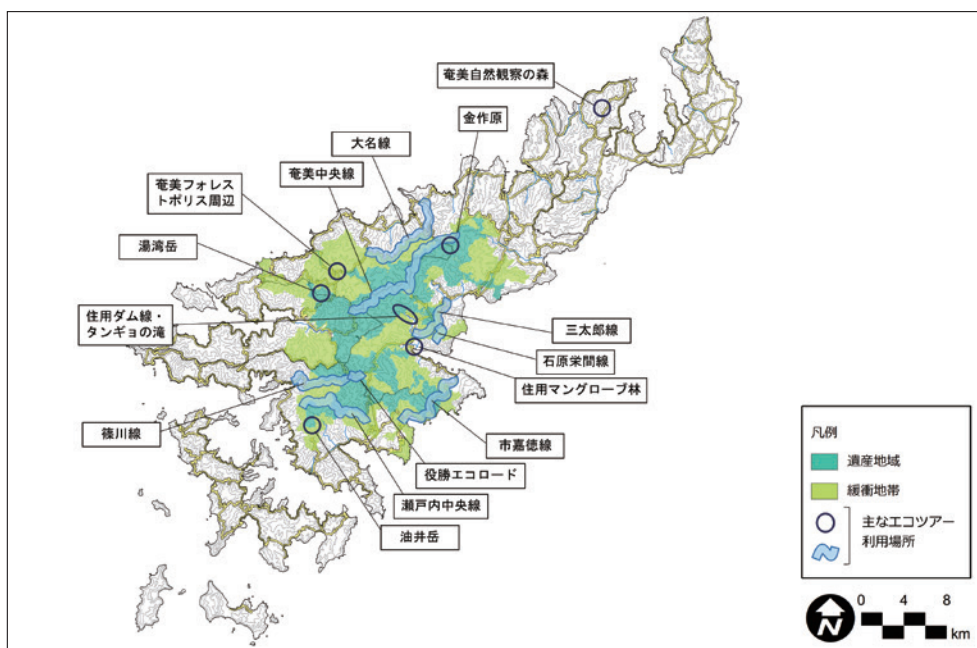 奄美自然観察の森
金作原
大名線
奄美中央線
奄美フォレス
トポリス周辺
湯湾岳
住用ダム線・
タンギョの滝
三太郎線
石原栄間線
住用マングローブ林
篠川線
市嘉徳線
役勝エコロード
瀬戸内中央線
油井岳
凡例
遺産地域
緩衝地帯
主なエコツアー
利用場所
N
0 4 8
km